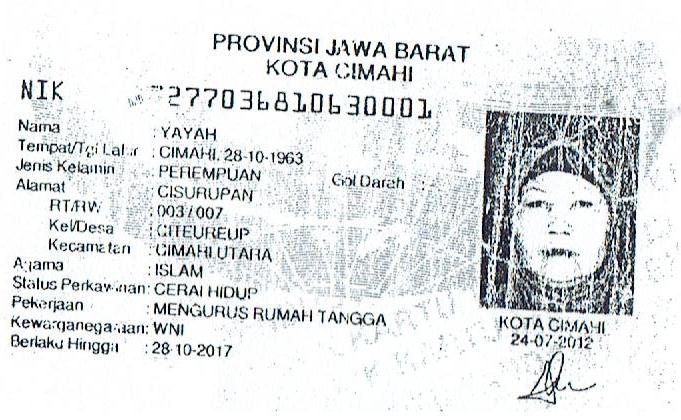 PROVINSI JAWA BARAT
KOTA CIMAHI
NIK 277036810630001
Nama : YAYAH
Tempat/Tgl Lahir : CIMAHI, 28-10-1963
Jenis Kelamin : PEREMPUAN Gol Darah :
Alamat : CISURUPAN
RT/RW : 003/007
Kel/Desa : CITEUREUP
Kecamatan : CIMAHI UTARA
Agama : ISLAM
Status Perkawinan: CERAI HIDUP
Pekerjaan : MENGURUS RUMAH TANGGA
Kewarganegaraan: WNI
Berlaku Hingga : 28-10-2017
KOTA CIMAHI
24-07-2012